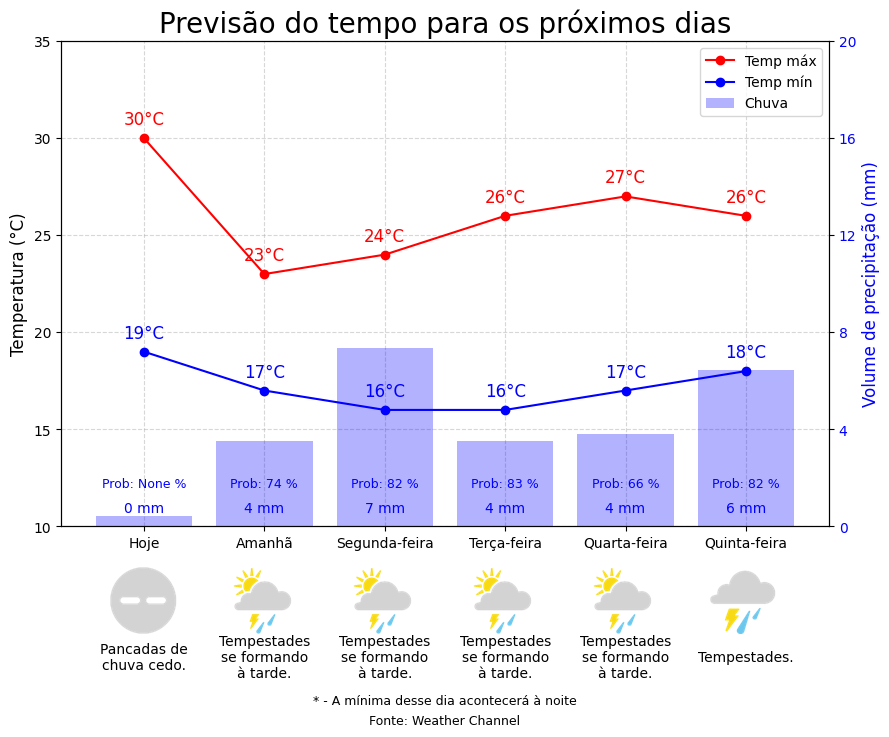 Previsão do tempo para os próximos dias
Temp máx
Temp mín
Chuva
Temperatura (°C)
Volume de precipitação (mm)
35
30
25
20
15
10
20
16
12
8
4
0
30°C
23°C
24°C
26°C
27°C
26°C
19°C
17°C
16°C
16°C
17°C
18°C
Prob: None %
Prob: 74 %
Prob: 82 %
Prob: 83 %
Prob: 66 %
Prob: 82 %
0 mm
4 mm
7 mm
4 mm
4 mm
6 mm
Hoje
Amanhã
Segunda-feira
Terça-feira
Quarta-feira
Quinta-feira
Pancadas de
chuva cedo.
Tempestades
se formando
à tarde.
Tempestades
se formando
à tarde.
Tempestades
se formando
à tarde.
Tempestades
se formando
à tarde.
Tempestades.
* - A mínima desse dia acontecerá à noite
Fonte: Weather Channel